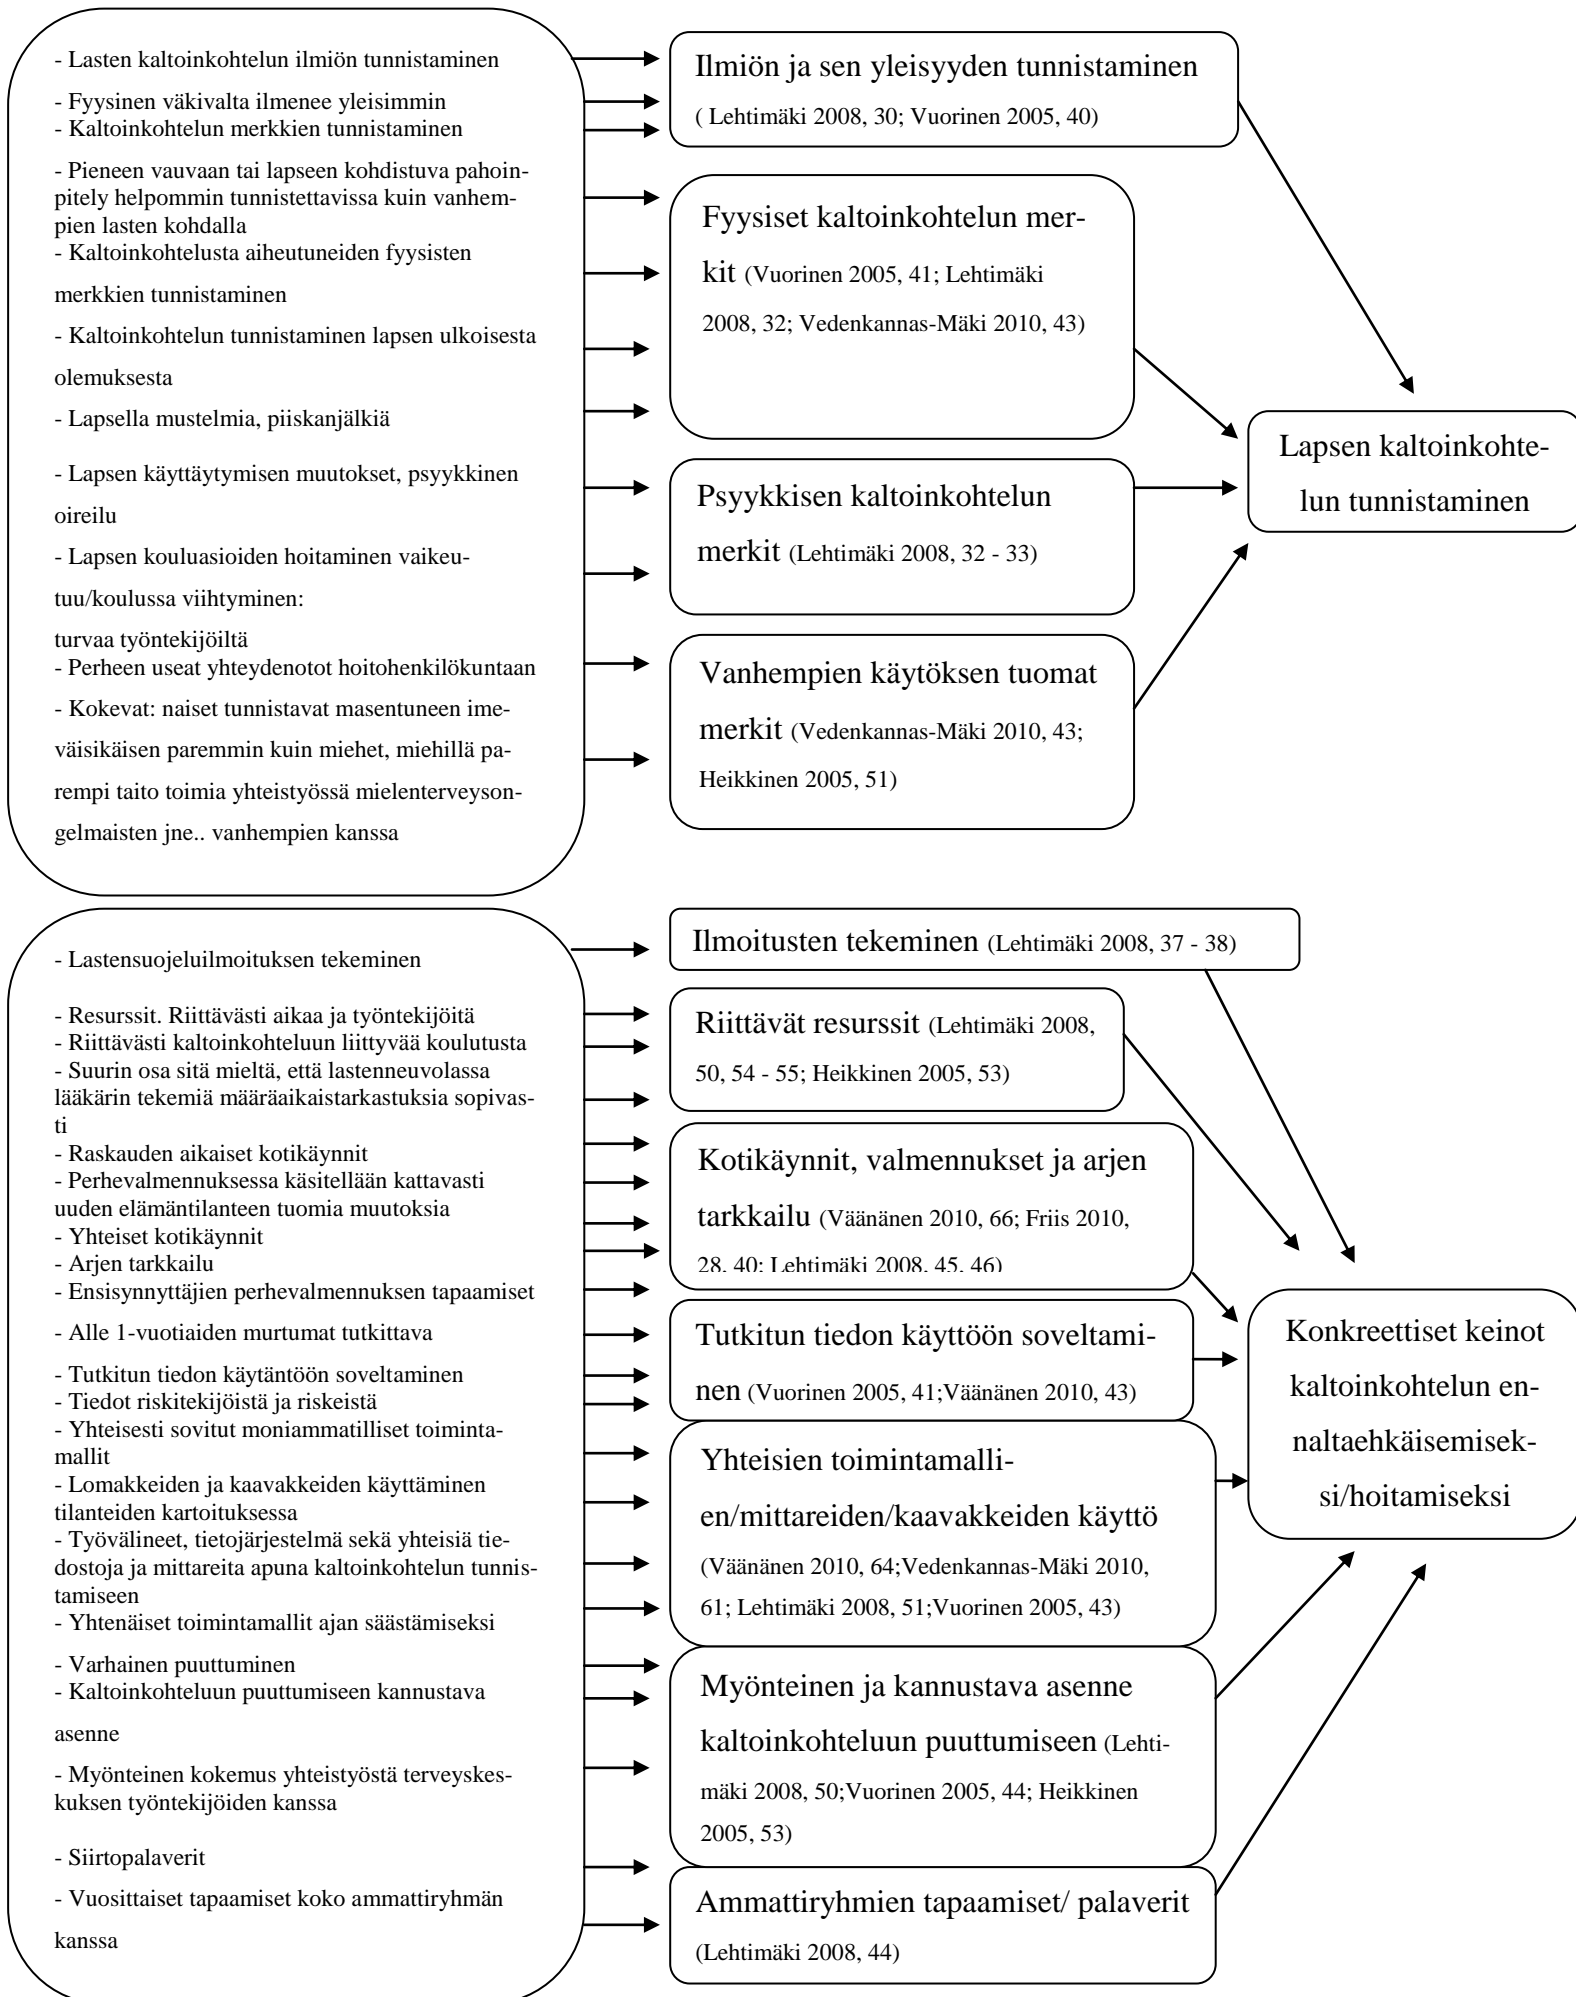 - Lasten kaltoinkohtelun ilmiön tunnistaminen
- Fyysinen väkivalta ilmenee yleisimmin
- Kaltoinkohtelun merkkien tunnistaminen
- Pieneen vauvaan tai lapseen kohdistuva pahoin-
pitely helpommin tunnistettavissa kuin vanhem-
pien lasten kohdalla
- Kaltoinkohtelusta aiheutuneiden fyysisten
merkkien tunnistaminen
- Kaltoinkohtelun tunnistaminen lapsen ulkoisesta
olemuksesta
- Lapsella mustelmia, piiskanjälkiä
- Lapsen käyttäytymisen muutokset, psyykkinen
oireilu
- Lapsen kouluasioiden hoitaminen vaikeu-
tuu/koulussa viihtyminen:
turvaa työntekijöiltä
- Perheen useat yhteydenotot hoitohenkilökuntaan
- Kokevat: naiset tunnistavat masentuneen ime-
väisikäisen paremmin kuin miehet, miehillä pa-
rempi taito toimia yhteistyössä mielenterveyson-
gelmaisten jne.. vanhempien kanssa
Ilmiön ja sen yleisyyden tunnistaminen
( Lehtimäki 2008, 30; Vuorinen 2005, 40)
Fyysiset kaltoinkohtelun mer-
kit (Vuorinen 2005, 41; Lehtimäki
2008, 32; Vedenkannas-Mäki 2010, 43)
Psyykkisen kaltoinkohtelun
merkit (Lehtimäki 2008, 32 - 33)
Vanhempien käytöksen tuomat
merkit (Vedenkannas-Mäki 2010, 43;
Heikkinen 2005, 51)
Lapsen kaltoinkohte-
lun tunnistaminen
- Lastensuojeluilmoituksen tekeminen
- Resurssit. Riittävästi aikaa ja työntekijöitä
- Riittävästi kaltoinkohteluun liittyvää koulutusta
- Suurin osa sitä mieltä, että lastenneuvolassa
lääkärin tekemiä määräaikaistarkastuksia sopivas-
ti
- Raskauden aikaiset kotikäynnit
- Perhevalmennuksessa käsitellään kattavasti
uuden elämäntilanteen tuomia muutoksia
- Yhteiset kotikäynnit
- Arjen tarkkailu
- Ensisynnyttäjien perhevalmennuksen tapaamiset
- Alle 1-vuotiaiden murtumat tutkittava
- Tutkitun tiedon käytäntöön soveltaminen
- Tiedot riskitekijöistä ja riskeistä
- Yhteisesti sovitut moniammatilliset toiminta-
mallit
- Lomakkeiden ja kaavakkeiden käyttäminen
tilanteiden kartoituksessa
- Työvälineet, tietojärjestelmä sekä yhteisiä tie-
dostoja ja mittareita apuna kaltoinkohtelun tunnis-
tamiseen
- Yhtenäiset toimintamallit ajan säästämiseksi
- Varhainen puuttuminen
- Kaltoinkohteluun puuttumiseen kannustava
asenne
- Myönteinen kokemus yhteistyöstä terveyskes-
kuksen työntekijöiden kanssa
- Siirtopalaverit
- Vuosittaiset tapaamiset koko ammattiryhmän
kanssa
Ilmoitusten tekeminen (Lehtimäki 2008, 37 - 38)
Riittävät resurssit (Lehtimäki 2008,
50, 54 - 55; Heikkinen 2005, 53)
Kotikäynnit, valmennukset ja arjen
tarkkailu (Väänänen 2010, 66; Friis 2010,
28, 40; Lehtimäki 2008, 45, 46)
Tutkitun tiedon käyttöön soveltami-
nen (Vuorinen 2005, 41;Väänänen 2010, 43)
Yhteisien toimintamalli-
en/mittareiden/kaavakkeiden käyttö
(Väänänen 2010, 64;Vedenkannas-Mäki 2010,
61; Lehtimäki 2008, 51;Vuorinen 2005, 43)
Myönteinen ja kannustava asenne
kaltoinkohteluun puuttumiseen (Lehti-
mäki 2008, 50;Vuorinen 2005, 44; Heikkinen
2005, 53)
Ammattiryhmien tapaamiset/ palaverit
(Lehtimäki 2008, 44)
Konkreettiset keinot
kaltoinkohtelun en-
naltaehkäisemisek-
si/hoitamiseksi